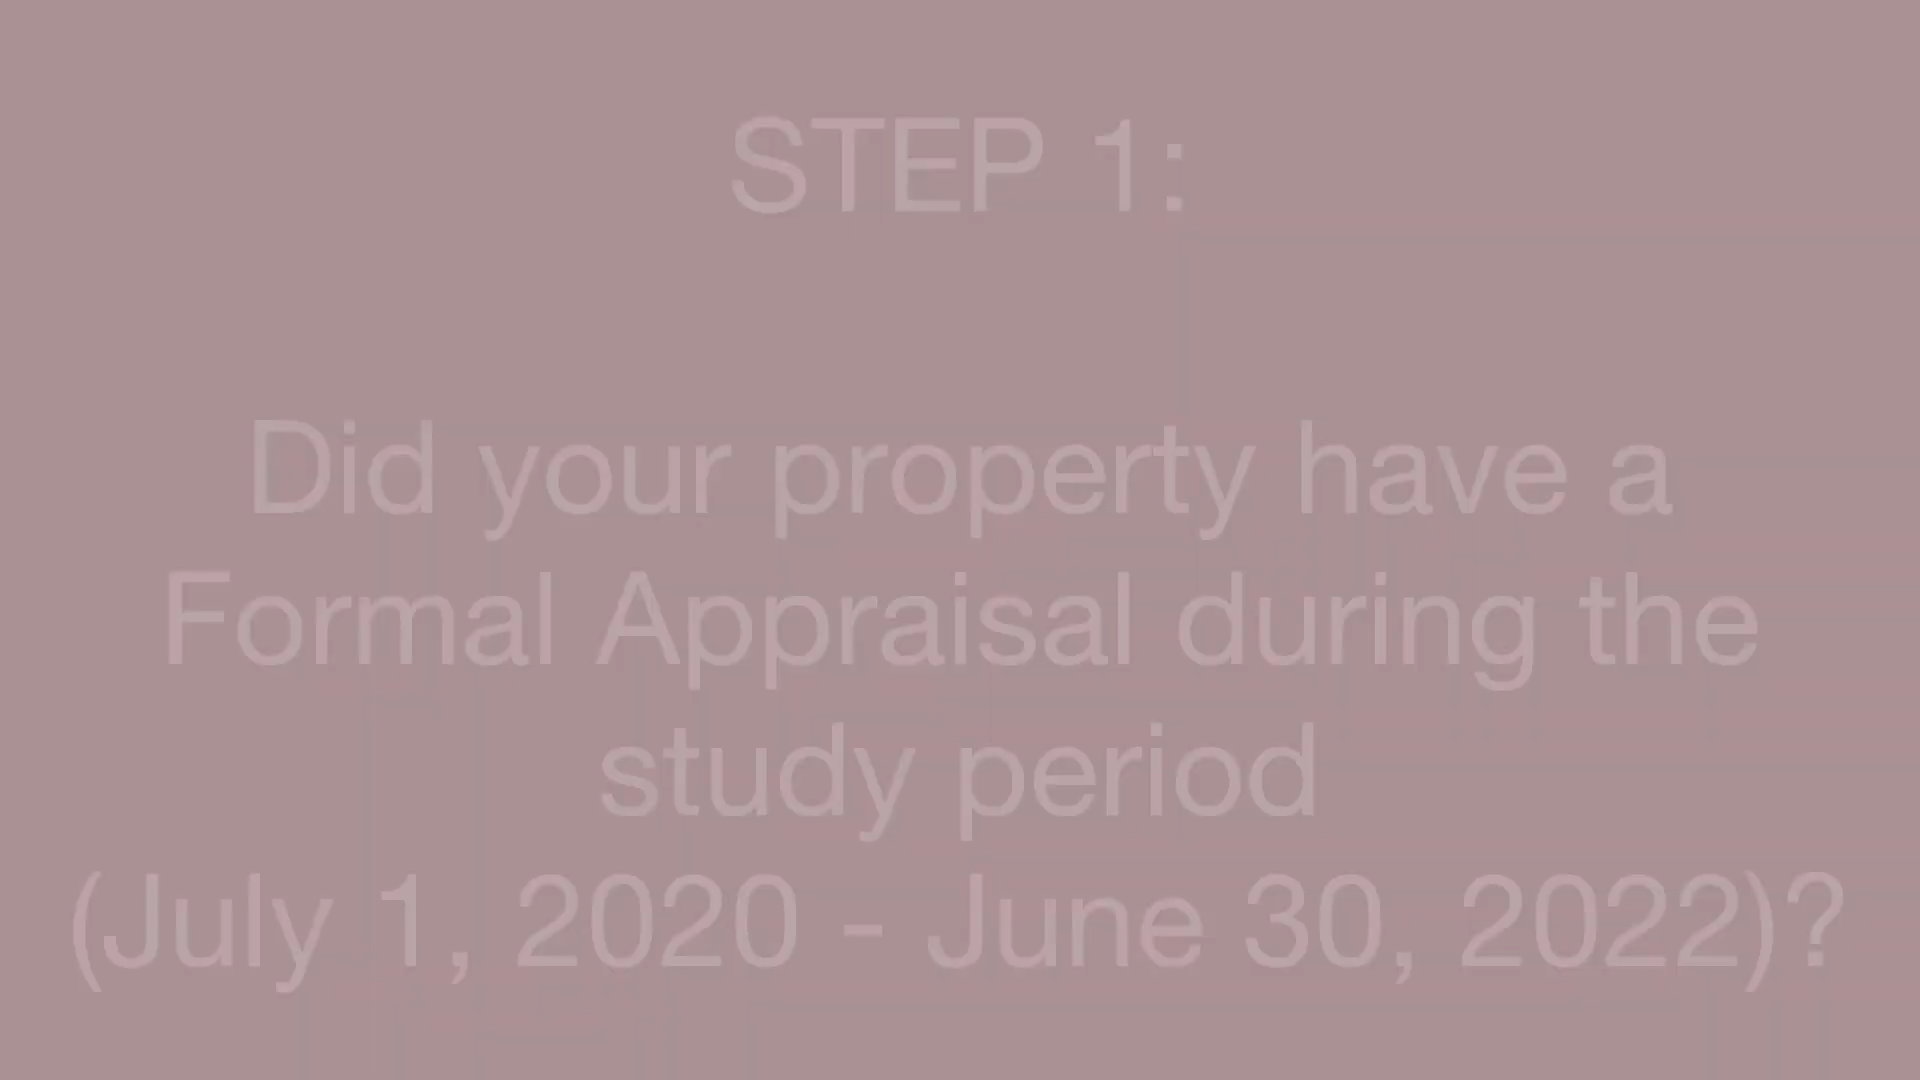 STEP 1:
Did your property have a
Formal Appraisal during the
study period
(July 1, 2020 - June 30, 2022)?